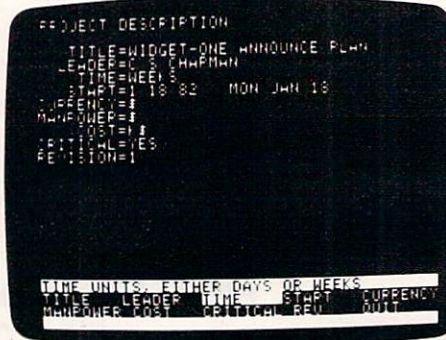 PROJECT DESCRIPTION
TITLE=WIDGET-ONE ANNOUNCE PLAN
LEADER=C S CHAPMAN
TIME=WEEKS
START=1 18 82 MON JAN 18
CURRENCY=$
MANPOWER=$
COST=K$
CRITICAL=YES
REVISION=1
TIME UNITS, EITHER DAYS OR WEEKS
TITLE LEADER TIME START CURRENCY
MANPOWER COST CRITICAL REV QUIT